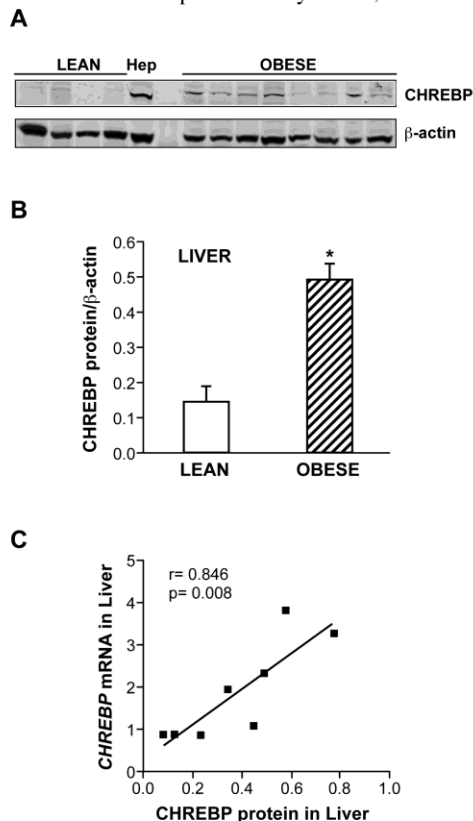 A
LEAN Hep OBESE
CHREBP
β-actin
B
LIVER
*
CHREBP protein/β-actin
0.6
0.5
0.4
0.3
0.2
0.1
0.0
LEAN OBESE
C
r= 0.846
p= 0.008
CHREBP mRNA in Liver
5
4
3
2
1
0
0.0 0.2 0.4 0.6 0.8 1.0
CHREBP protein in Liver